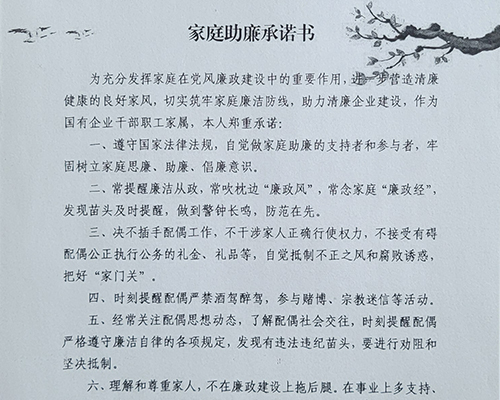 家庭助廉承诺书
为充分发挥家庭在党风廉政建设中的重要作用，进一步营造清廉
健康的良好家风，切实筑牢家庭廉洁防线，助力清廉企业建设，作为
国有企业干部职工家属，本人郑重承诺：
一、遵守国家法律法规，自觉做家庭助廉的支持者和参与者，牢
固树立家庭思廉、助廉、倡廉意识。
二、常提醒廉洁从政，常吹枕边“廉政风”，常念家庭“廉政经”，
发现苗头及时提醒，做到警钟长鸣，防范在先。
三、决不插手配偶工作，不干涉家人正确行使权力，不接受有碍
配偶公正执行公务的礼金、礼品等，自觉抵制不正之风和腐败诱惑，
把好“家门关”。
四、时刻提醒配偶严禁酒驾醉驾，参与赌博、宗教迷信等活动。
五、经常关注配偶思想动态，了解配偶社会交往，时刻提醒配偶
严格遵守廉洁自律的各项规定，发现有违法违纪苗头，要进行劝阻和
坚决抵制。
六、理解和尊重家人，不在廉政建设上拖后腿。在事业上多支持、